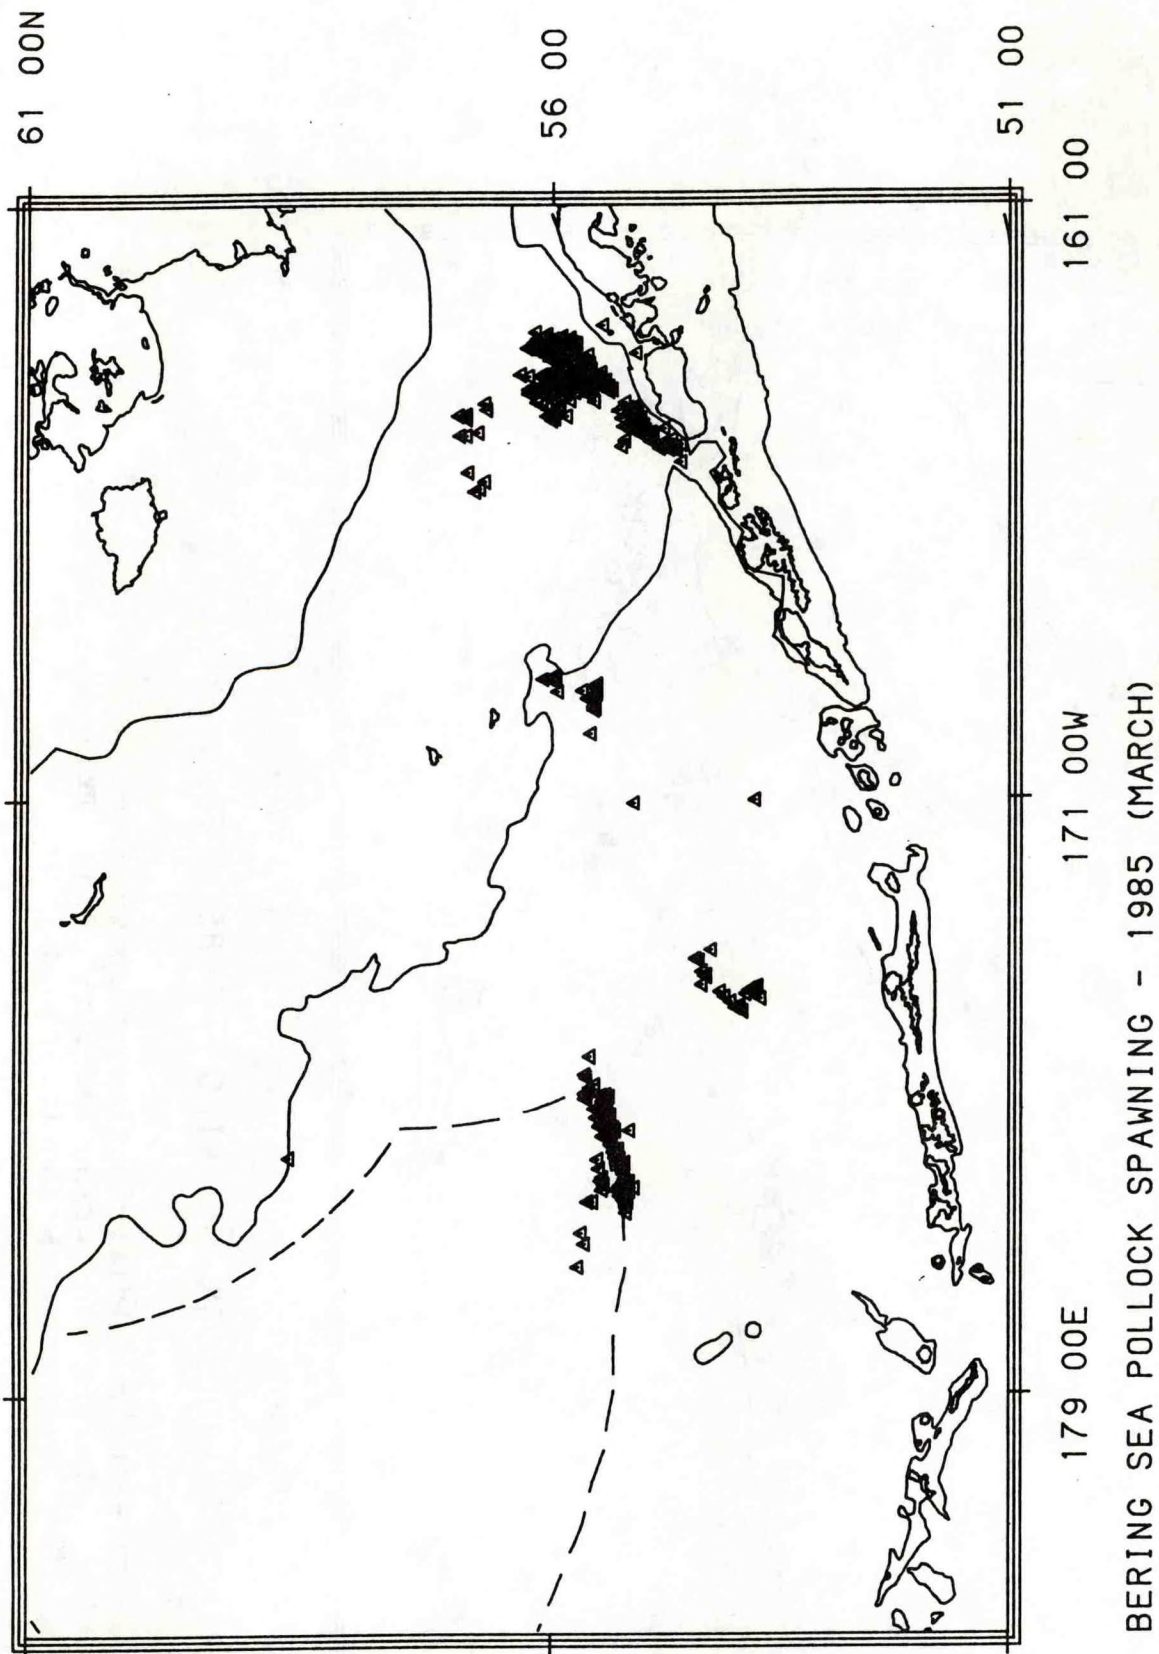 61 00N
56 00
51 00
179 00E
171 00W
161 00
BERING SEA POLLOCK SPAWNING - 1985 (MARCH)